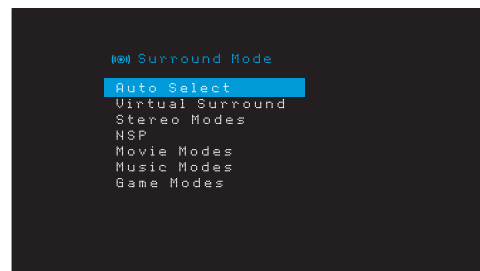 Surround Mode
Auto Select
Virtual Surround
Stereo Modes
NSP
Movie Modes
Music Modes
Game Modes